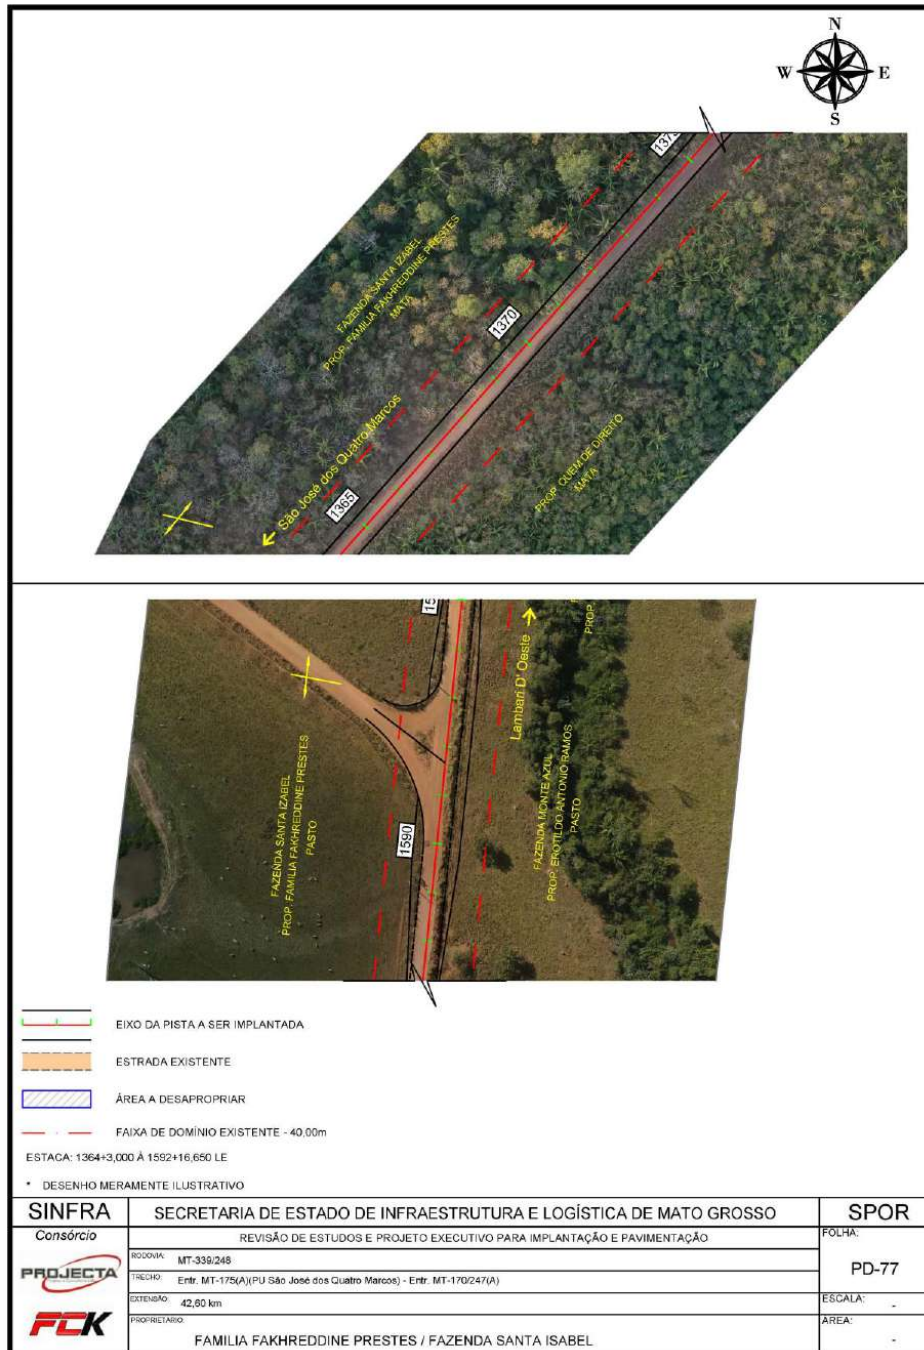 N
W E
S
1370
FAZENDA SANTA IZABEL
PROP. FAMILIA FAKHREDDINE PRESTES
MATA
1365
São José dos Quatro Marcos
PROP. QUEM DE DIREITO
MATA
Lambari D' Oeste
PROP.
FAZENDA SANTA IZABEL
PROP. FAMILIA FAKHREDDINE PRESTES
PASTO
1590
FAZENDA MONTE AZUL
PROP. EROTILDO ANTONIO RAMOS
PASTO
EIXO DA PISTA A SER IMPLANTADA
ESTRADA EXISTENTE
ÁREA A DESAPROPRIAR
FAIXA DE DOMÍNIO EXISTENTE - 40,00m
ESTACA: 1364+3,000 À 1592+16,650 LE
* DESENHO MERAMENTE ILUSTRATIVO
SINFRA
SECRETARIA DE ESTADO DE INFRAESTRUTURA E LOGÍSTICA DE MATO GROSSO
SPOR
Consórcio
PROJECTA
FCK
REVISÃO DE ESTUDOS E PROJETO EXECUTIVO PARA IMPLANTAÇÃO E PAVIMENTAÇÃO
RODOVIA: MT-339/248
TRECHO: Entr. MT-175(A)(PU São José dos Quatro Marcos) - Entr. MT-170/247(A)
EXTENSÃO: 42,60 km
PROPRIETÁRIO:
FAMILIA FAKHREDDINE PRESTES / FAZENDA SANTA ISABEL
FOLHA:
PD-77
ESCALA: -
ÁREA:
-